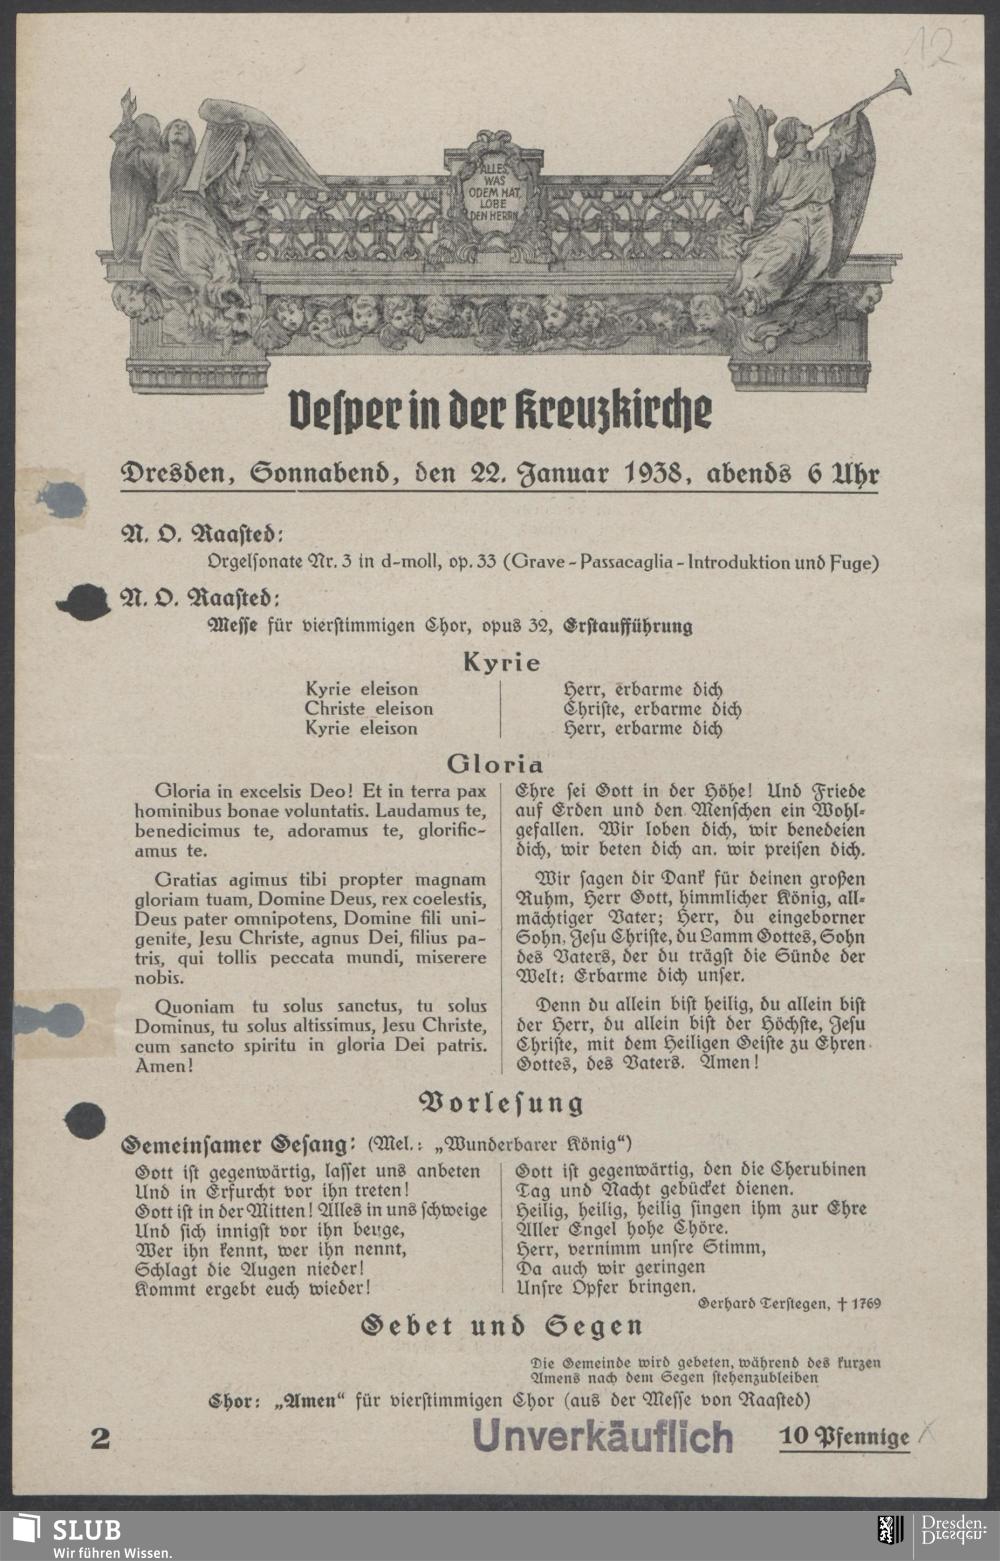 12
ALLES,
WAS
ODEM HAT,
LOBE
DEN HERRN
Vesper in der Kreuzkirche
Dresden, Sonnabend, den 22. Januar 1938, abends 6 Uhr
N. O. Raasted:
Orgelsonate Nr. 3 in d-moll, op. 33 (Grave - Passacaglia - Introduktion und Fuge)
N. O. Raasted:
Messe für vierstimmigen Chor, opus 32, Erstaufführung
Kyrie
Kyrie eleison
Christe eleison
Kyrie eleison
Herr, erbarme dich
Christe, erbarme dich
Herr, erbarme dich
Gloria
Gloria in excelsis Deo! Et in terra pax
hominibus bonae voluntatis. Laudamus te,
benedicimus te, adoramus te, glorific-
amus te.
Gratias agimus tibi propter magnam
gloriam tuam, Domine Deus, rex coelestis,
Deus pater omnipotens, Domine fili uni-
genite, Jesu Christe, agnus Dei, filius pa-
tris, qui tollis peccata mundi, miserere
nobis.
Quoniam tu solus sanctus, tu solus
Dominus, tu solus altissimus, Jesu Christe,
cum sancto spiritu in gloria Dei patris.
Amen!
Ehre sei Gott in der Höhe! Und Friede
auf Erden und den Menschen ein Wohl-
gefallen. Wir loben dich, wir benedeien
dich, wir beten dich an. wir preisen dich.
Wir sagen dir Dank für deinen großen
Ruhm, Herr Gott, himmlicher König, all-
mächtiger Vater; Herr, du eingeborner
Sohn, Jesu Christe, du Lamm Gottes, Sohn
des Vaters, der du trägst die Sünde der
Welt: Erbarme dich unser.
Denn du allein bist heilig, du allein bist
der Herr, du allein bist der Höchste, Jesu
Christe, mit dem Heiligen Geiste zu Ehren
Gottes, des Vaters. Amen!
Vorlesung
Gemeinsamer Gesang: (Mel.: „Wunderbarer König“)
Gott ist gegenwärtig, lasset uns anbeten
Und in Erfurcht vor ihn treten!
Gott ist in der Mitten! Alles in uns schweige
Und sich innigst vor ihn beuge,
Wer ihn kennt, wer ihn nennt,
Schlagt die Augen nieder!
Kommt ergebt euch wieder!
Gott ist gegenwärtig, den die Cherubinen
Tag und Nacht gebücket dienen.
Heilig, heilig, heilig singen ihm zur Ehre
Aller Engel hohe Chöre.
Herr, vernimm unsre Stimm,
Da auch wir geringen
Unsre Opfer bringen.
Gerhard Terstegen, † 1769
Gebet und Segen
Die Gemeinde wird gebeten, während des kurzen
Amens nach dem Segen stehenzubleiben
Chor: „Amen“ für vierstimmigen Chor (aus der Messe von Raasted)
2
Unverkäuflich
10 Pfennige
SLUB
Wir führen Wissen.
Dresden.
Dresden.